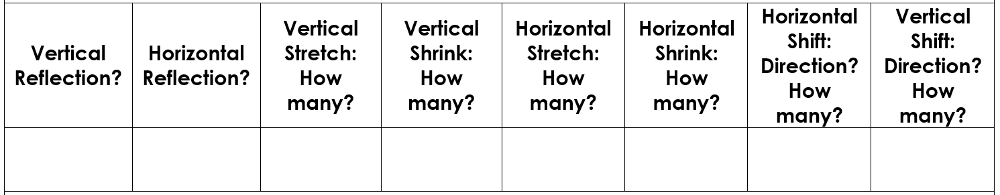 Vertical
Reflection?
Horizontal
Reflection?
Vertical
Stretch:
How
many?
Vertical
Shrink:
How
many?
Horizontal
Stretch:
How
many?
Horizontal
Shrink:
How
many?
Horizontal
Shift:
Direction?
How
many?
Vertical
Shift:
Direction?
How
many?